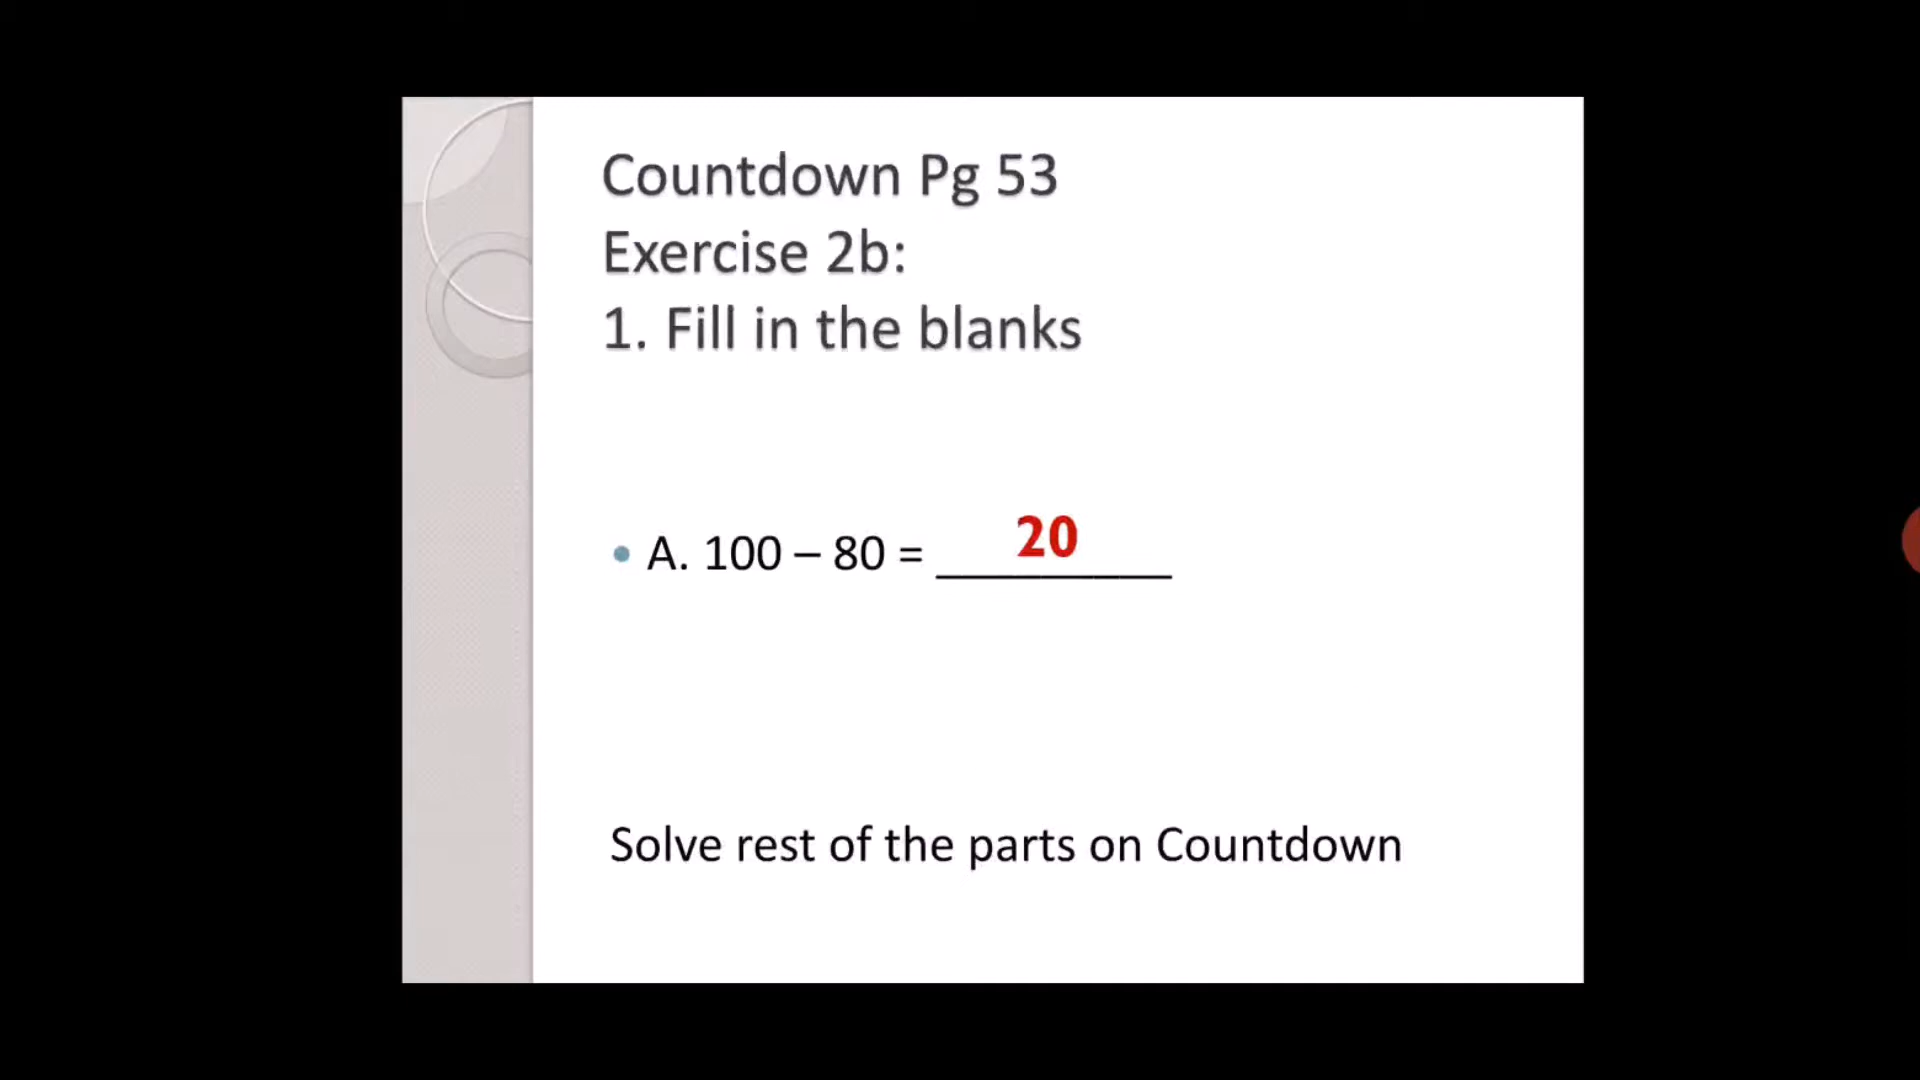 Countdown Pg 53
Exercise 2b:
1. Fill in the blanks
• A. 100 – 80 = __________ 20
Solve rest of the parts on Countdown